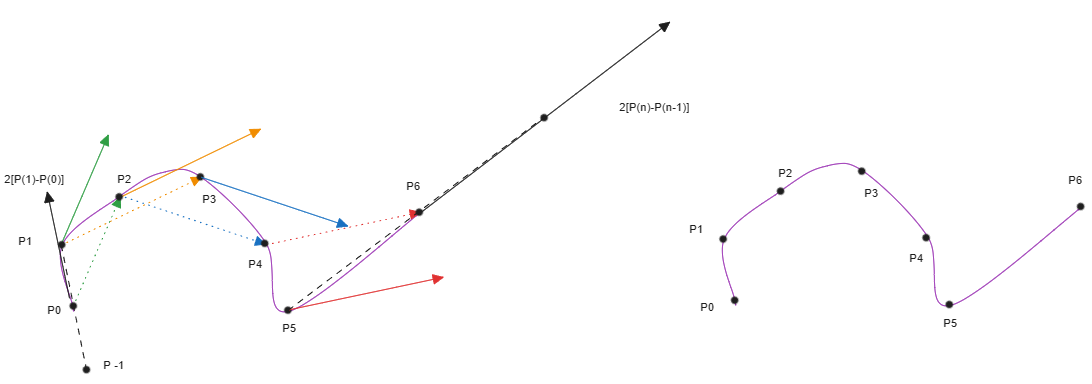 2[P(n)-P(n-1)]
2[P(1)-P(0)]
P2
P3
P6
P1
P4
P0
P5
P -1
P2
P6
P3
P1
P4
P0
P5